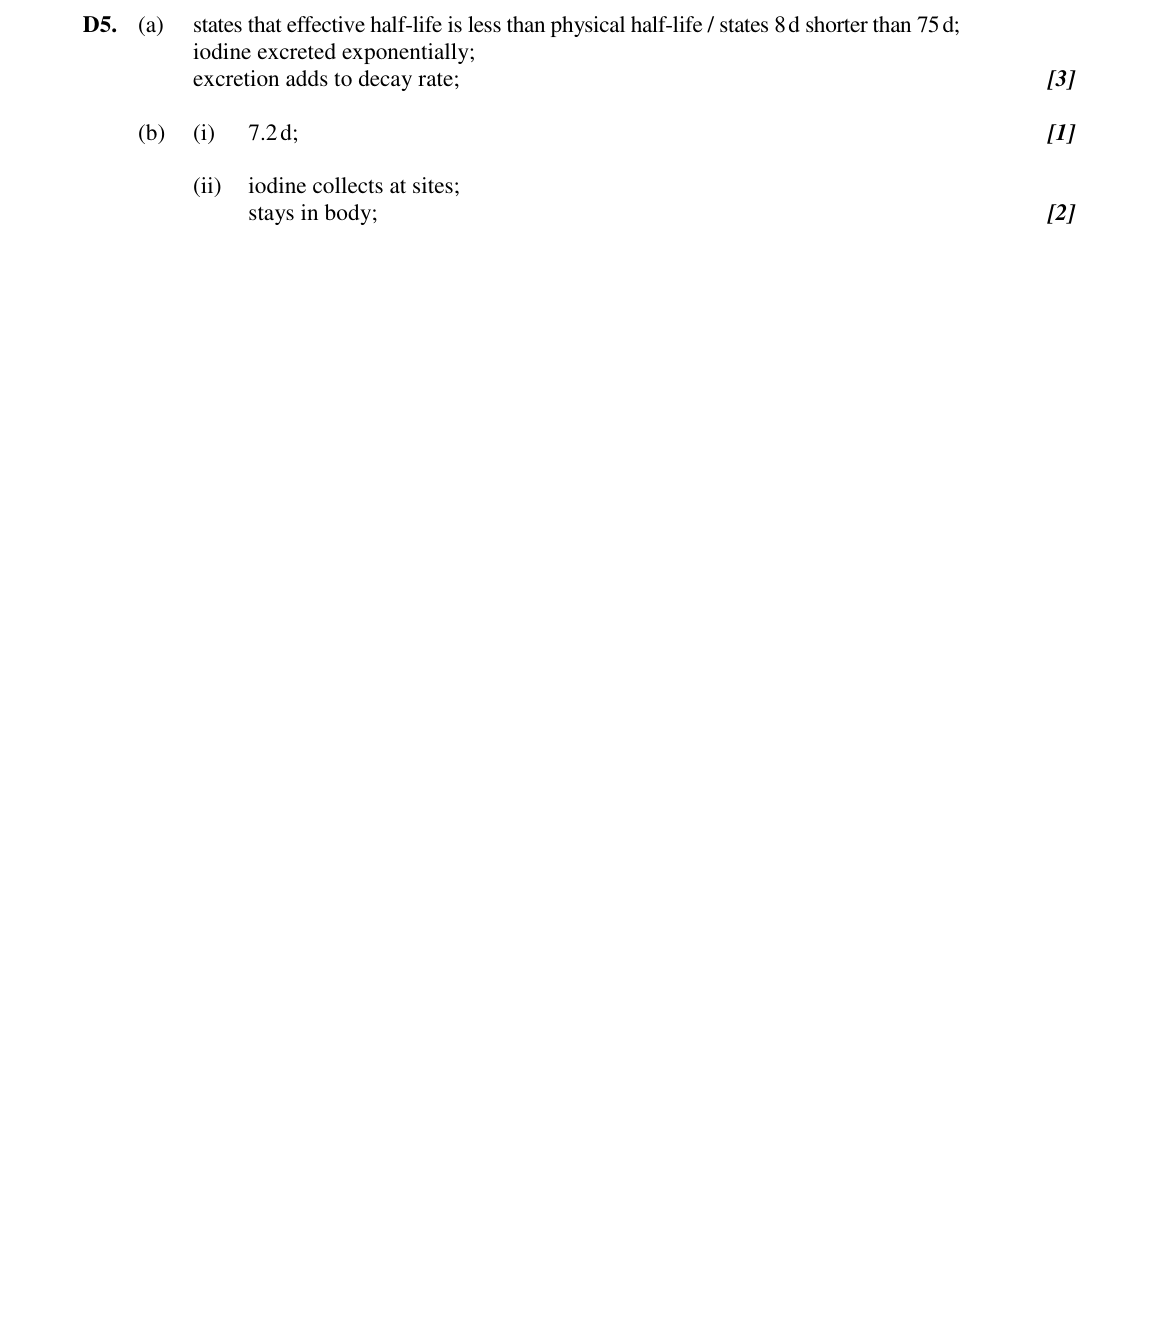 D5. (a) states that effective half-life is less than physical half-life / states 8 d shorter than 75 d;
iodine excreted exponentially;
excretion adds to decay rate; [3]
(b) (i) 7.2 d; [1]
(ii) iodine collects at sites;
stays in body; [2]